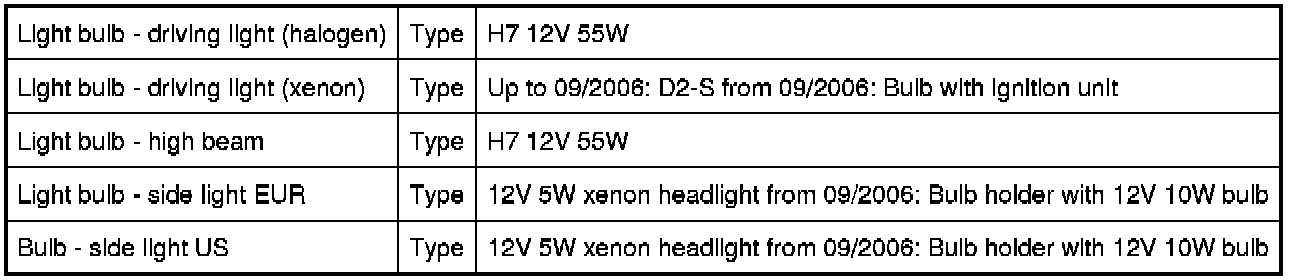 Light bulb - driving light (halogen) Type H7 12V 55W
Light bulb - driving light (xenon) Type Up to 09/2006: D2-S from 09/2006: Bulb with ignition unit
Light bulb - high beam Type H7 12V 55W
Light bulb - side light EUR Type 12V 5W xenon headlight from 09/2006: Bulb holder with 12V 10W bulb
Bulb - side light US Type 12V 5W xenon headlight from 09/2006: Bulb holder with 12V 10W bulb